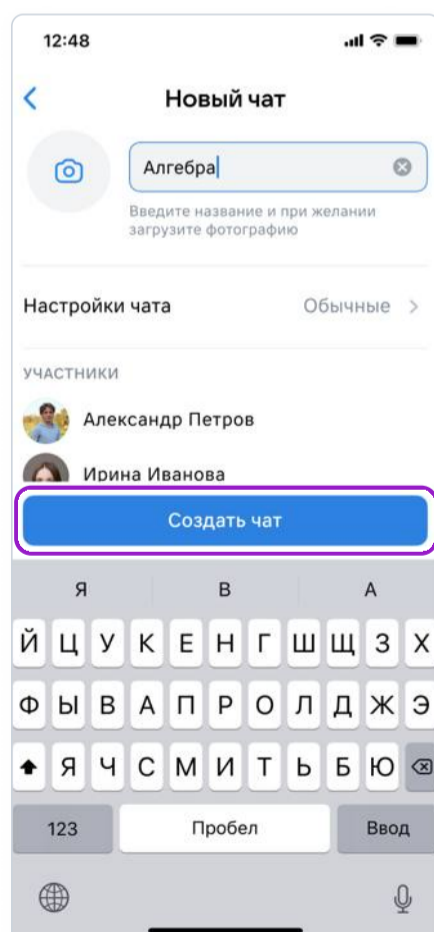 12:48
Новый чат
Алгебра
Введите название и при желании
загрузите фотографию
Настройки чата Обычные
УЧАСТНИКИ
Александр Петров
Ирина Иванова
Создать чат
Я В А
Й Ц У К Е Н Г Ш Щ З Х
Ф Ы В А П Р О Л Д Ж Э
Я Ч С М И Т Ь Б Ю
123 Пробел Ввод